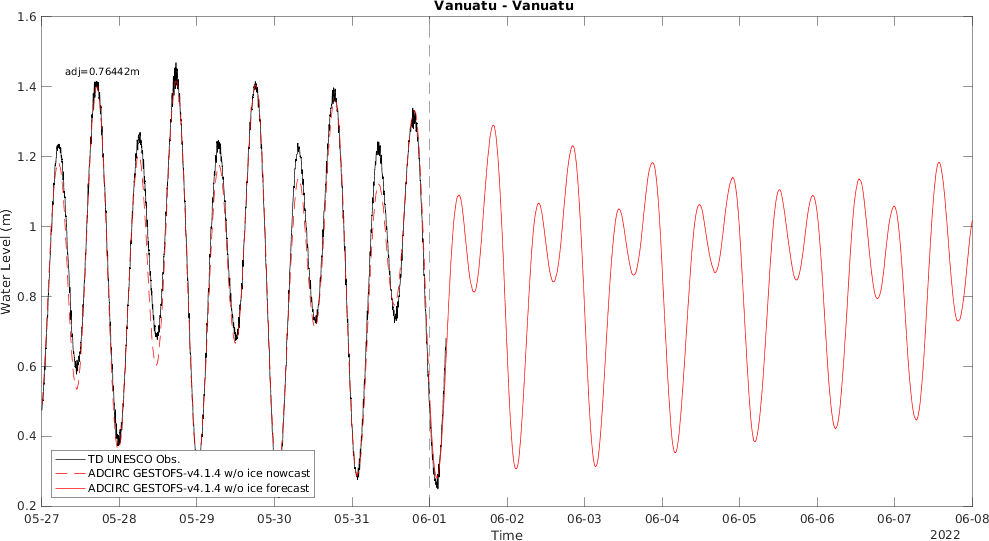 Vanuatu - Vanuatu
1.6
1.4
1.2
1
0.8
0.6
0.4
0.2
Water Level (m)
adj=0.76442m
TD UNESCO Obs.
ADCIRC GESTOFS-v4.1.4 w/o ice nowcast
ADCIRC GESTOFS-v4.1.4 w/o ice forecast
05-27 05-28 05-29 05-30 05-31 06-01 06-02 06-03 06-04 06-05 06-06 06-07 06-08
Time
2022